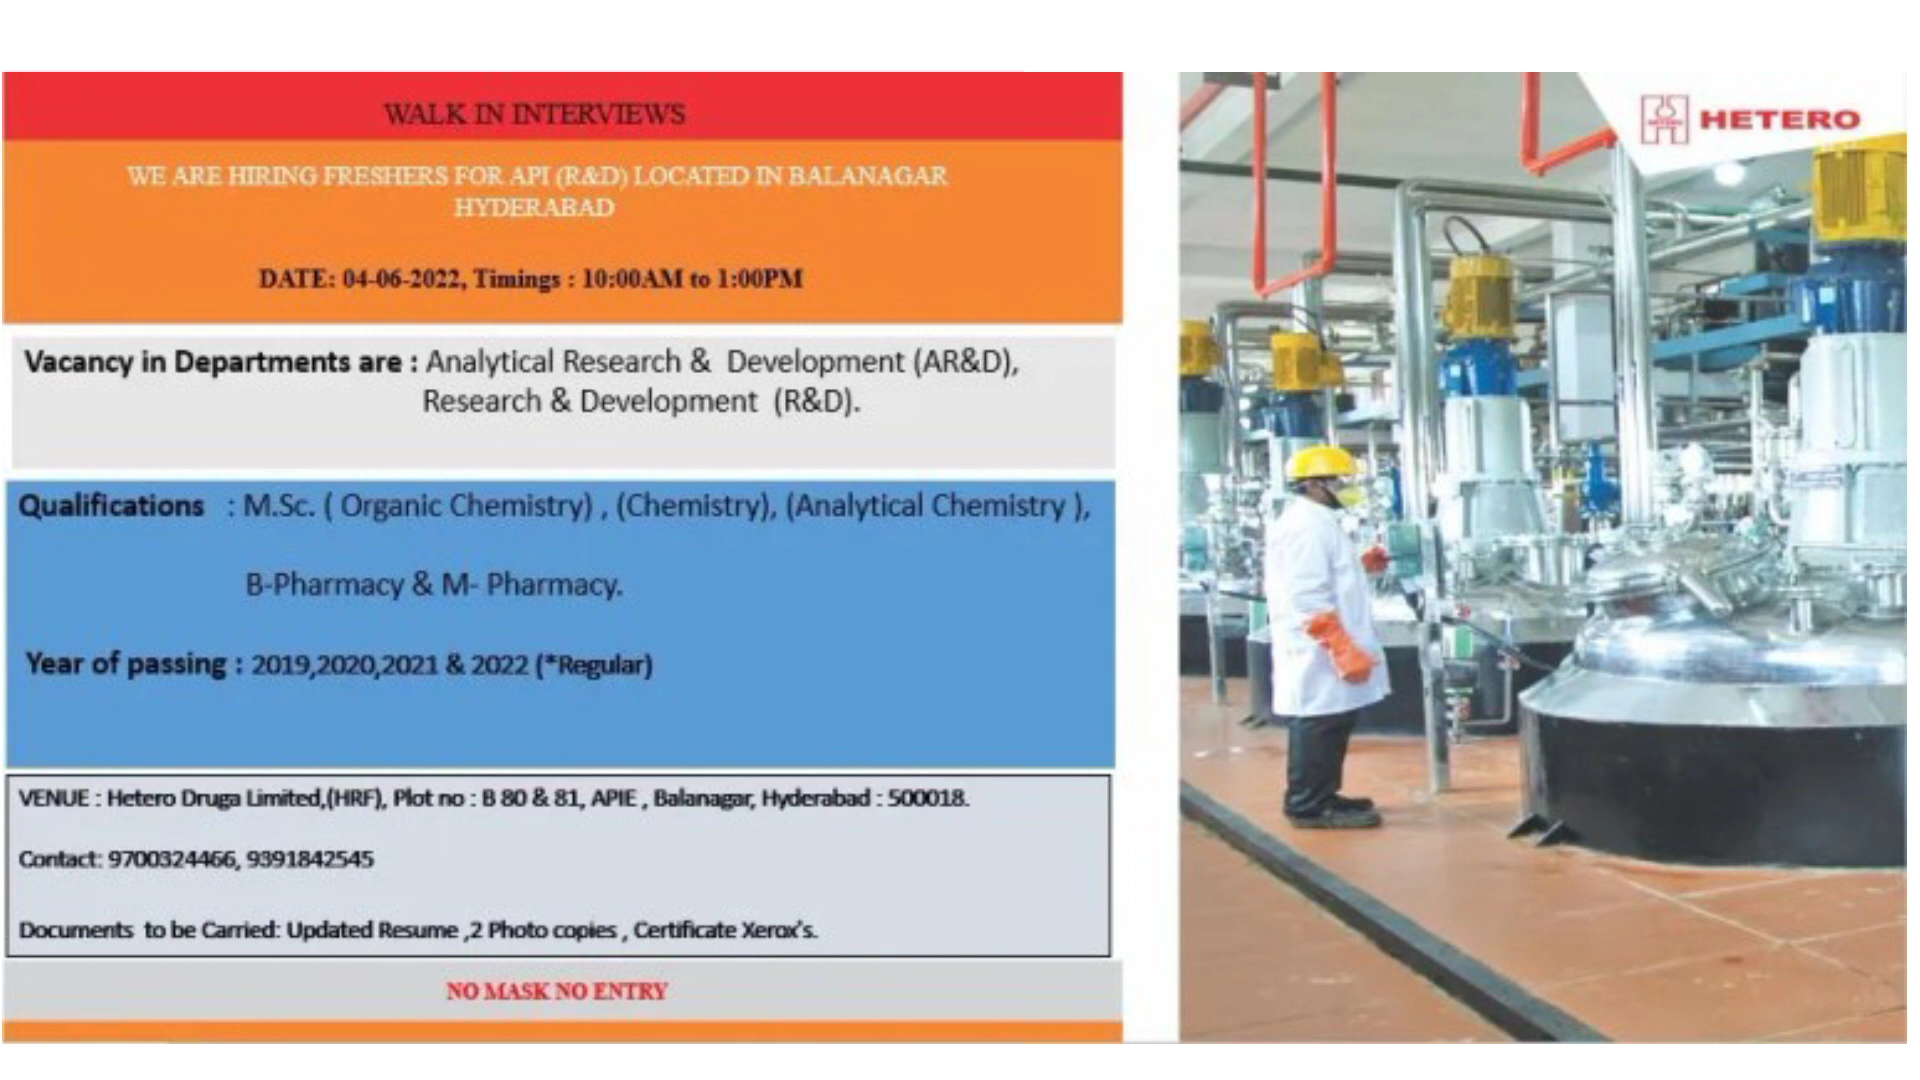 WALK IN INTERVIEWS
WE ARE HIRING FRESHERS FOR API (R&D) LOCATED IN BALANAGAR
HYDERABAD
DATE: 04-06-2022, Timings : 10:00AM to 1:00PM
Vacancy in Departments are : Analytical Research & Development (AR&D),
Research & Development (R&D).
Qualifications : M.Sc. ( Organic Chemistry) , (Chemistry), (Analytical Chemistry ),
B-Pharmacy & M- Pharmacy.
Year of passing : 2019,2020,2021 & 2022 (*Regular)
VENUE : Hetero Druga Limited,(HRF), Plot no : B 80 & 81, APIE , Balanagar, Hyderabad : 500018.
Contact: 9700324466, 9391842545
Documents to be Carried: Updated Resume ,2 Photo copies , Certificate Xerox's.
NO MASK NO ENTRY
HETERO
HETERO